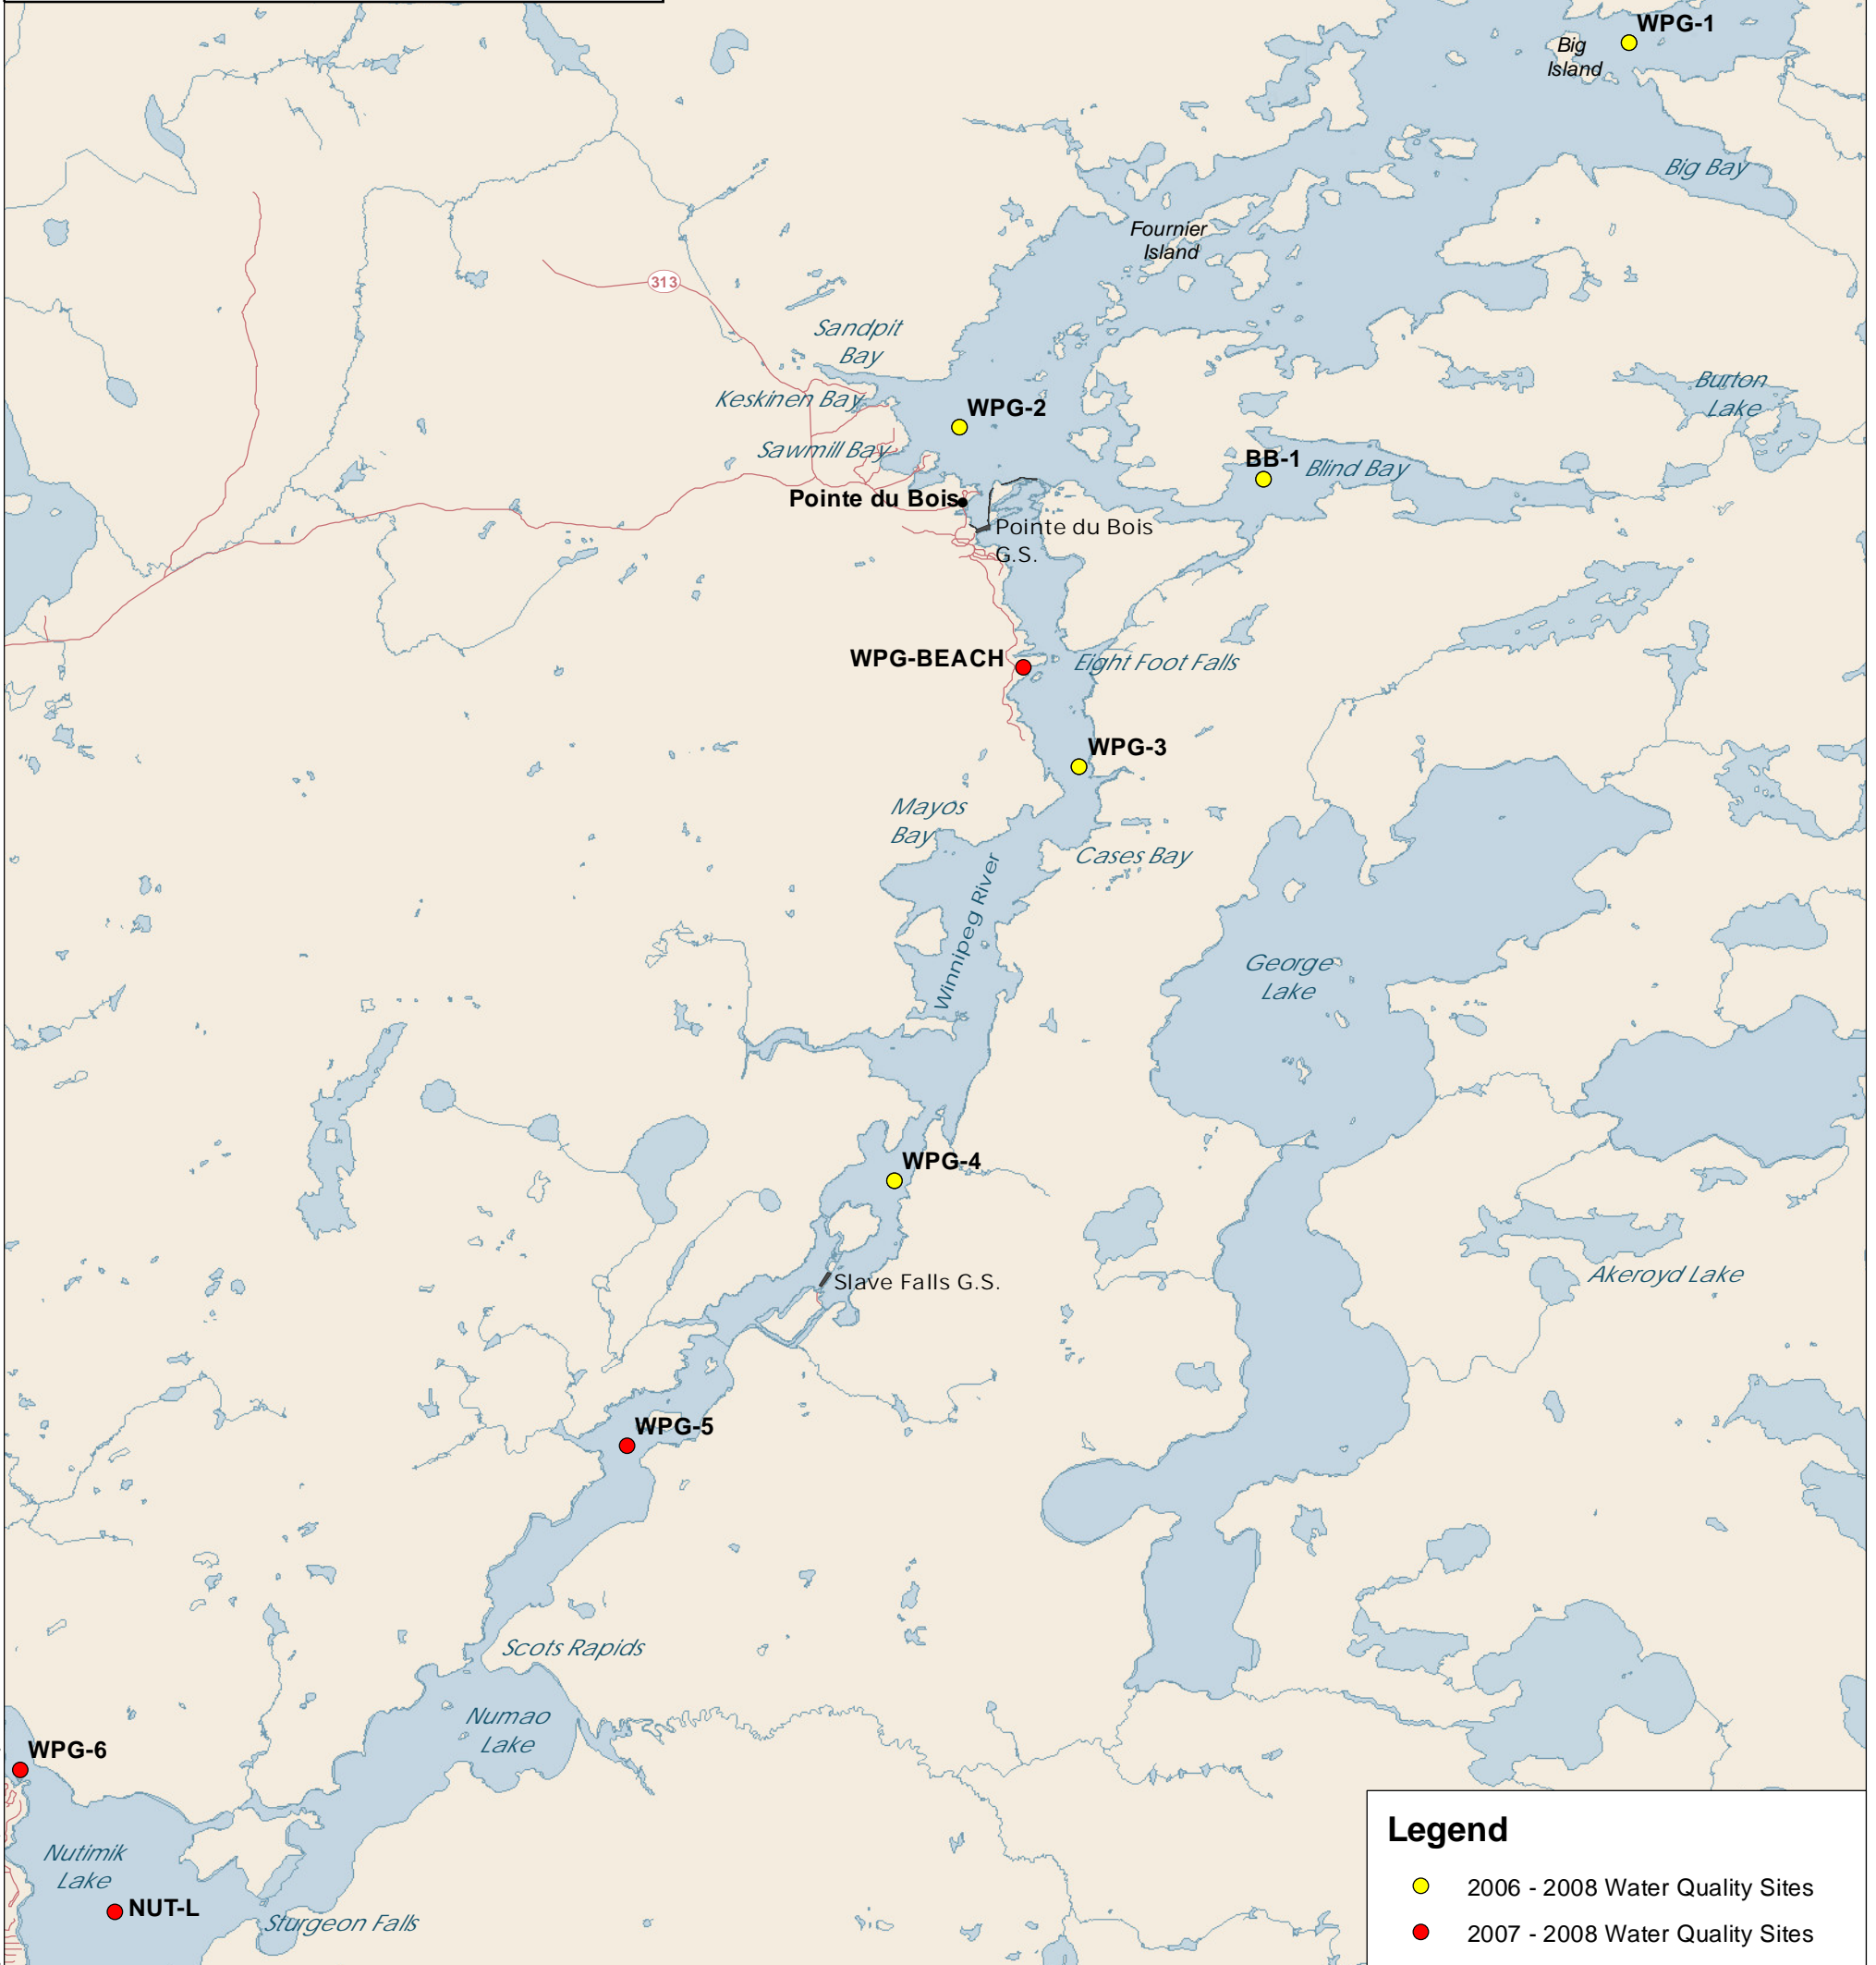 WPG-1
Big
Island
Big Bay
Fournier
Island
313
Sandpit
Bay
Keskinen Bay
WPG-2
Burton
Lake
Sawmill Bay
BB-1
Blind Bay
Pointe du Bois
Pointe du Bois
G.S.
WPG-BEACH
Eight Foot Falls
WPG-3
Mayos
Bay
Cases Bay
Winnipeg River
George
Lake
WPG-4
Slave Falls G.S.
Akeroyd Lake
WPG-5
Scots Rapids
Numao
Lake
WPG-6
Nutimik
Lake
NUT-L
Sturgeon Falls
Legend
2006 - 2008 Water Quality Sites
2007 - 2008 Water Quality Sites